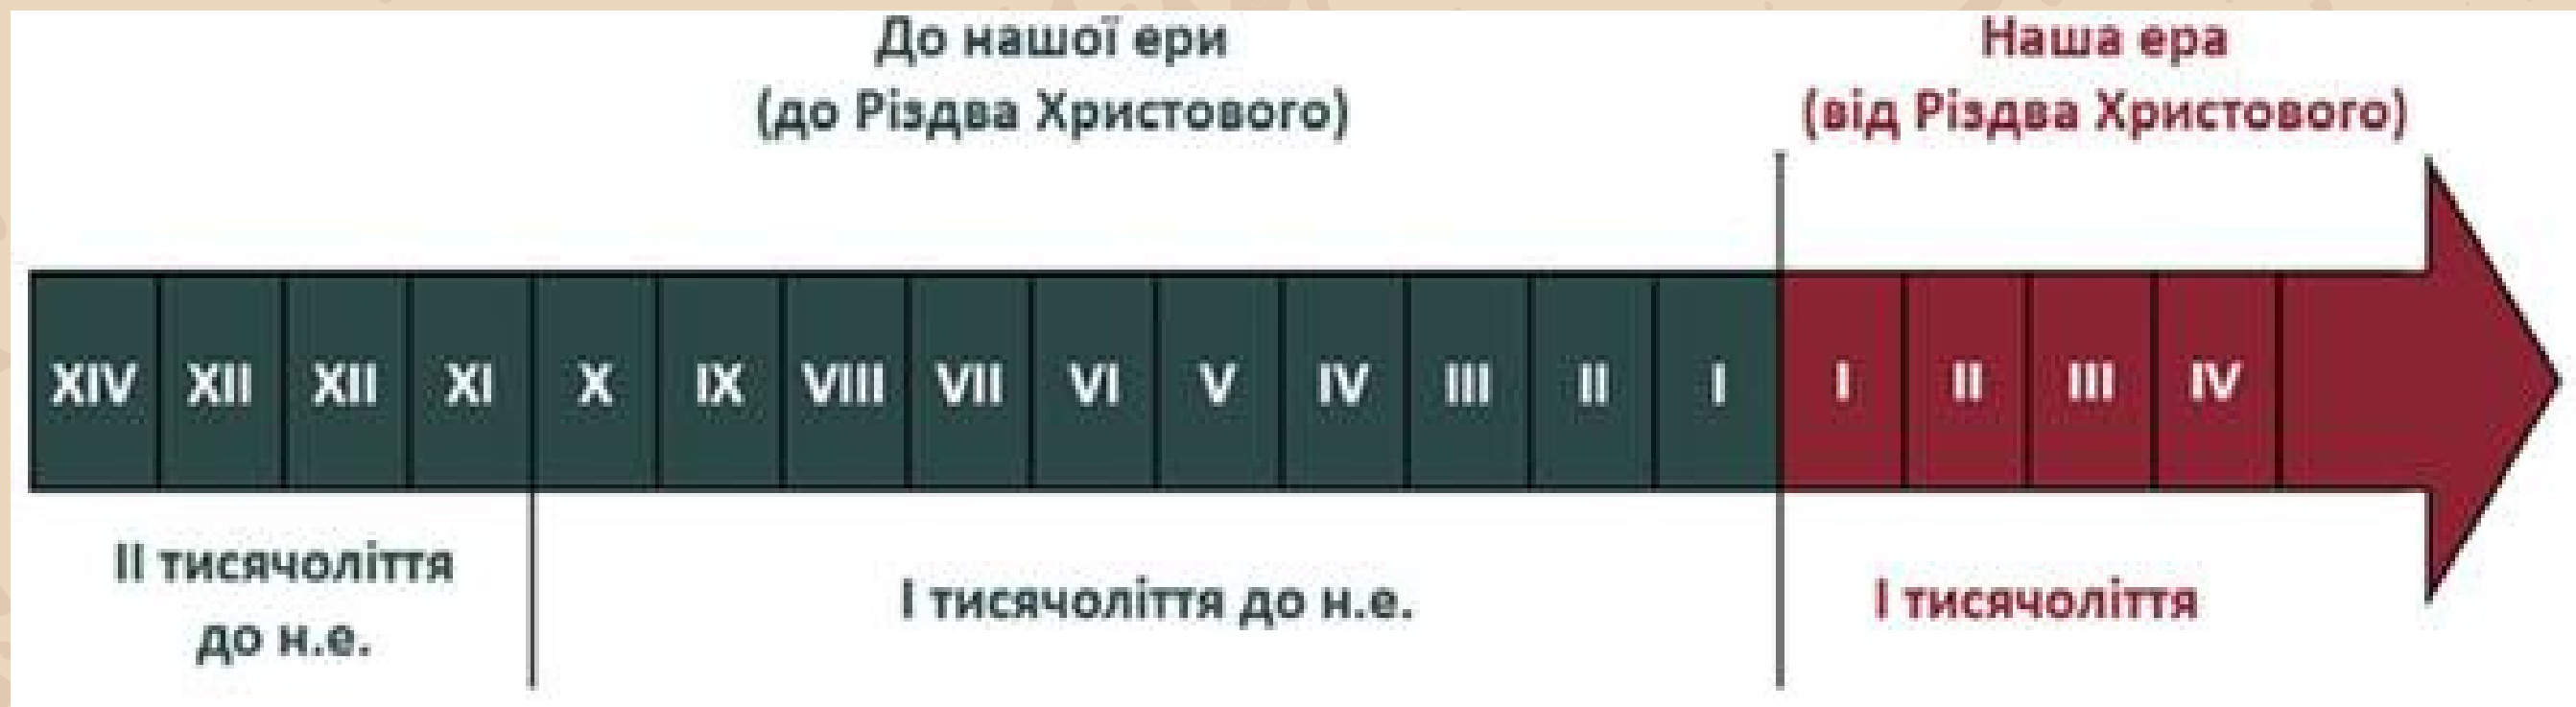 До нашої ери
(до Різдва Христового)
Наша ера
(від Різдва Христового)
XIV XII XII XI X IX VIII VII VI V IV III II I I II III IV
II тисячоліття
до н.е.
I тисячоліття до н.е.
I тисячоліття